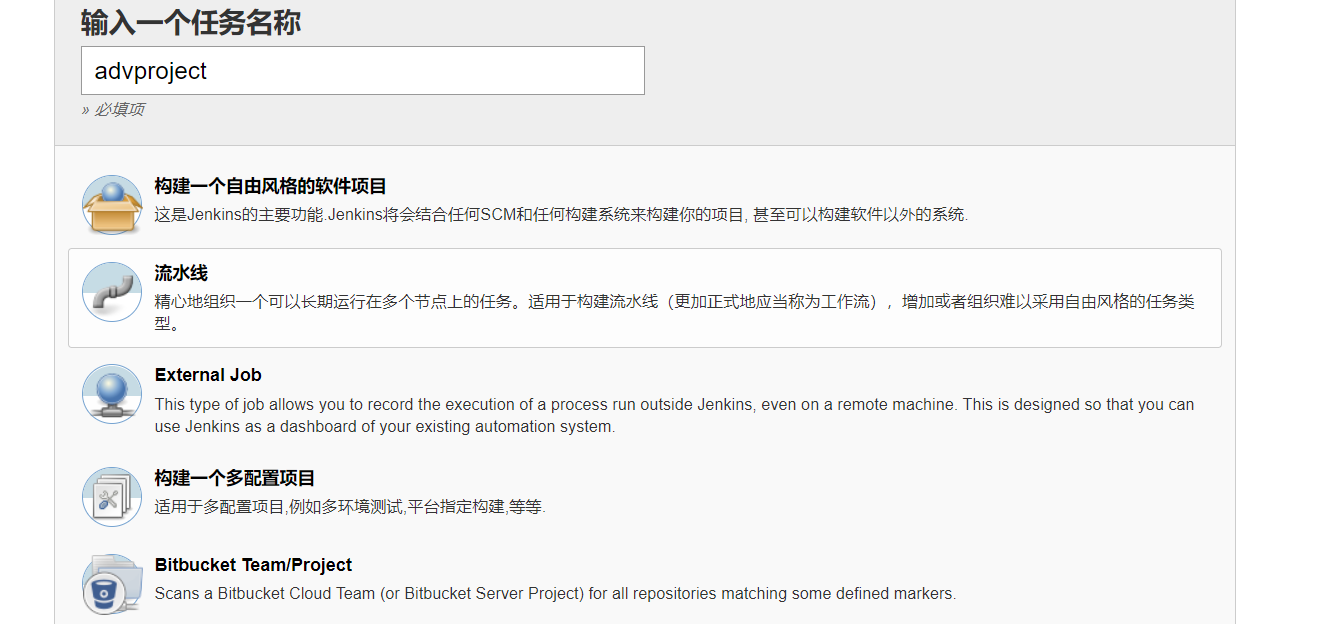 输入一个任务名称
advproject
» 必填项
构建一个自由风格的软件项目
这是Jenkins的主要功能.Jenkins将会结合任何SCM和任何构建系统来构建你的项目, 甚至可以构建软件以外的系统.
流水线
精心地组织一个可以长期运行在多个节点上的任务。适用于构建流水线（更加正式地应当称为工作流），增加或者组织难以采用自由风格的任务类
型。
External Job
This type of job allows you to record the execution of a process run outside Jenkins, even on a remote machine. This is designed so that you can
use Jenkins as a dashboard of your existing automation system.
构建一个多配置项目
适用于多配置项目,例如多环境测试,平台指定构建,等等.
Bitbucket Team/Project
Scans a Bitbucket Cloud Team (or Bitbucket Server Project) for all repositories matching some defined markers.